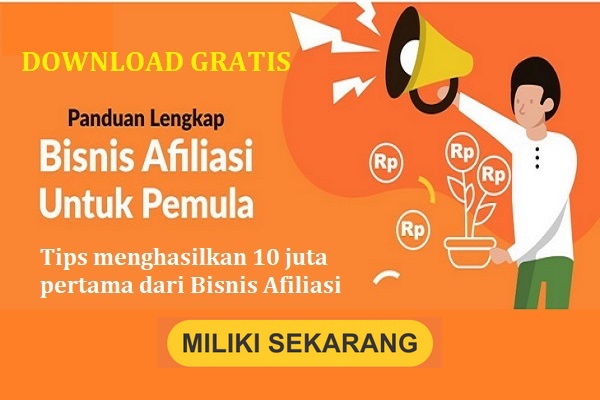 DOWNLOAD GRATIS
Panduan Lengkap
Bisnis Afiliasi
Untuk Pemula
Tips menghasilkan 10 juta
pertama dari Bisnis Afiliasi
Rp
Rp
Rp
Rp
MILIKI SEKARANG